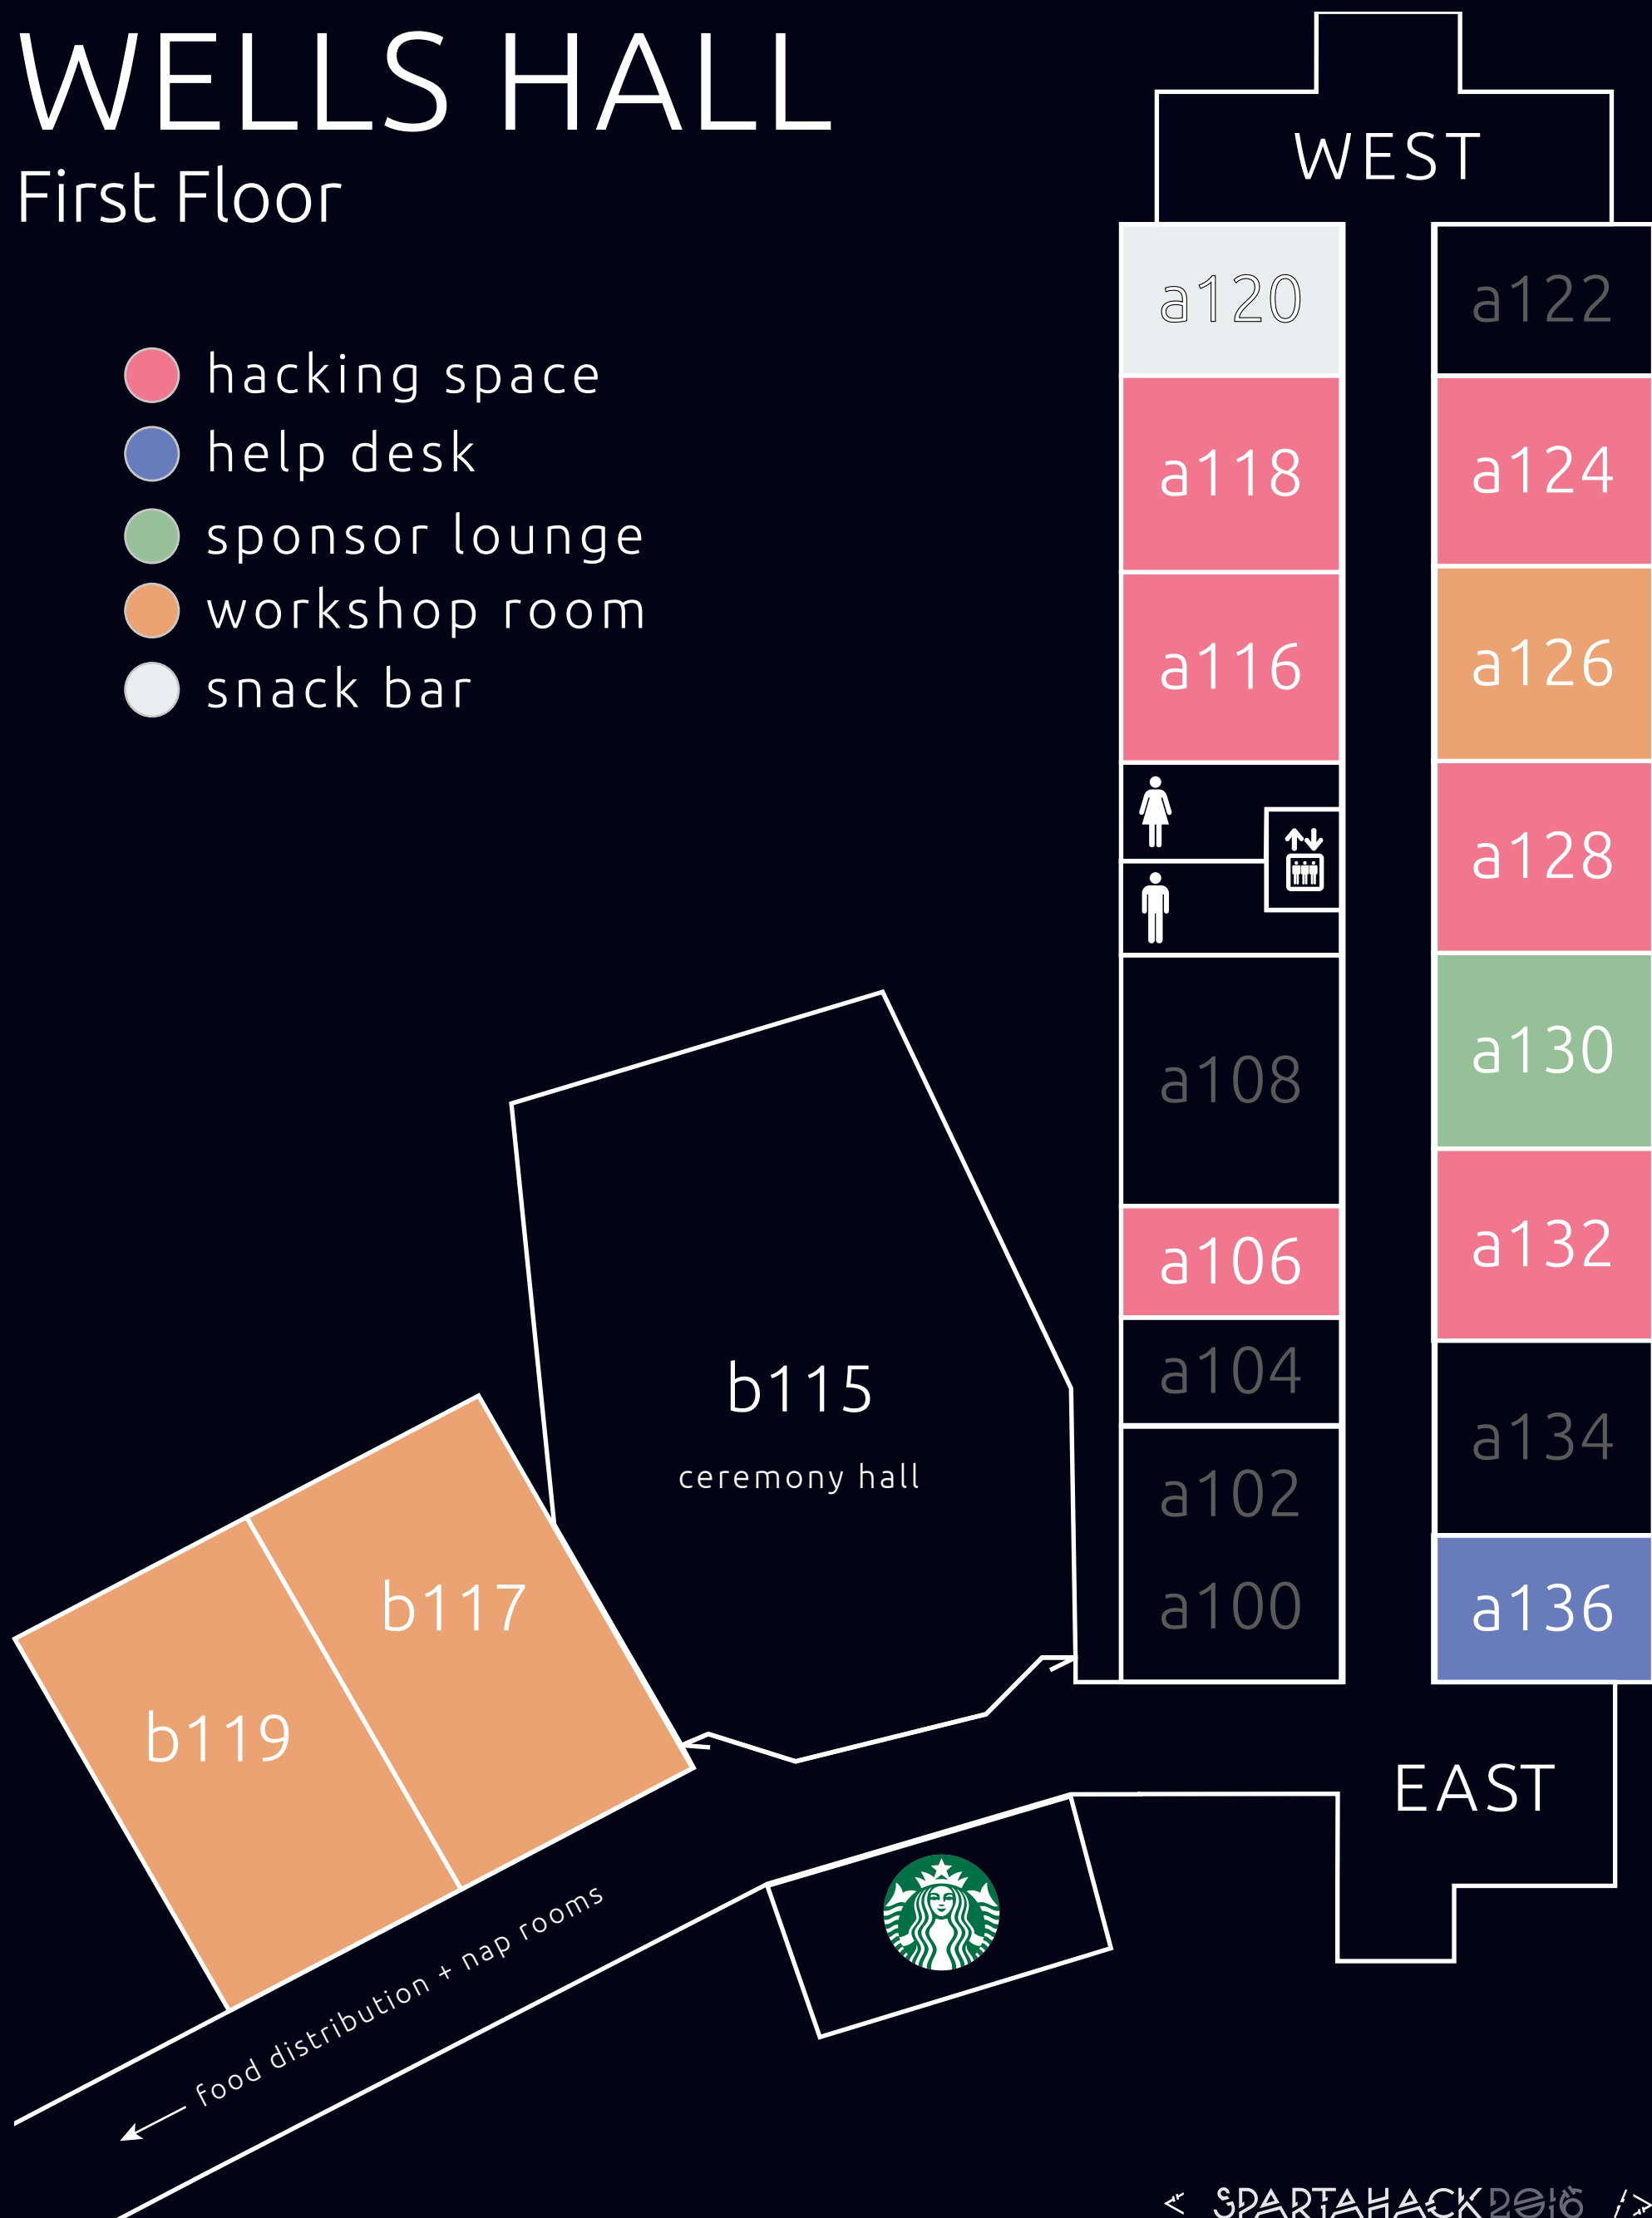 WELLS HALL
First Floor
hacking space
help desk
sponsor lounge
workshop room
snack bar
WEST
a120
a122
a118
a124
a116
a126
a128
a108
a130
a106
a132
a104
a134
a102
a100
a136
b115
ceremony hall
b117
b119
EAST
food distribution + nap rooms
< SPARTAHACK2016 />